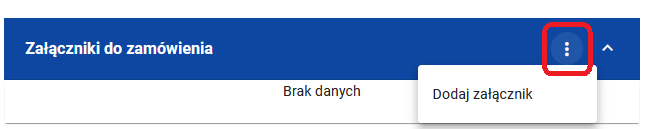 Załączniki do zamówienia
Brak danych
Dodaj załącznik